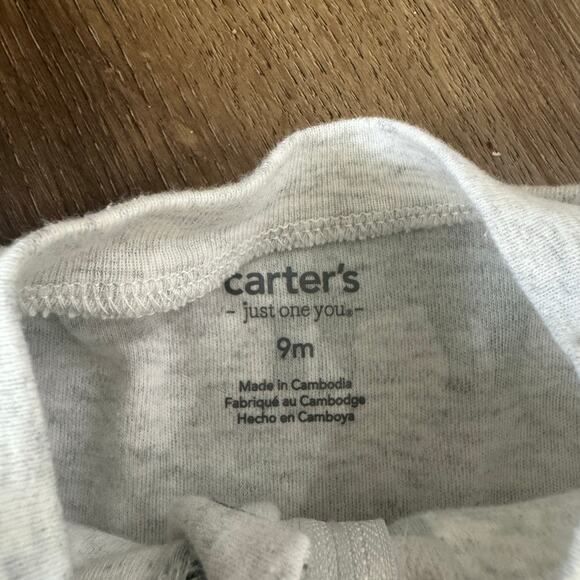 carter's
- just one you®-
9m
Made in Cambodia
Fabriqué au Cambodge
Hecho en Camboya